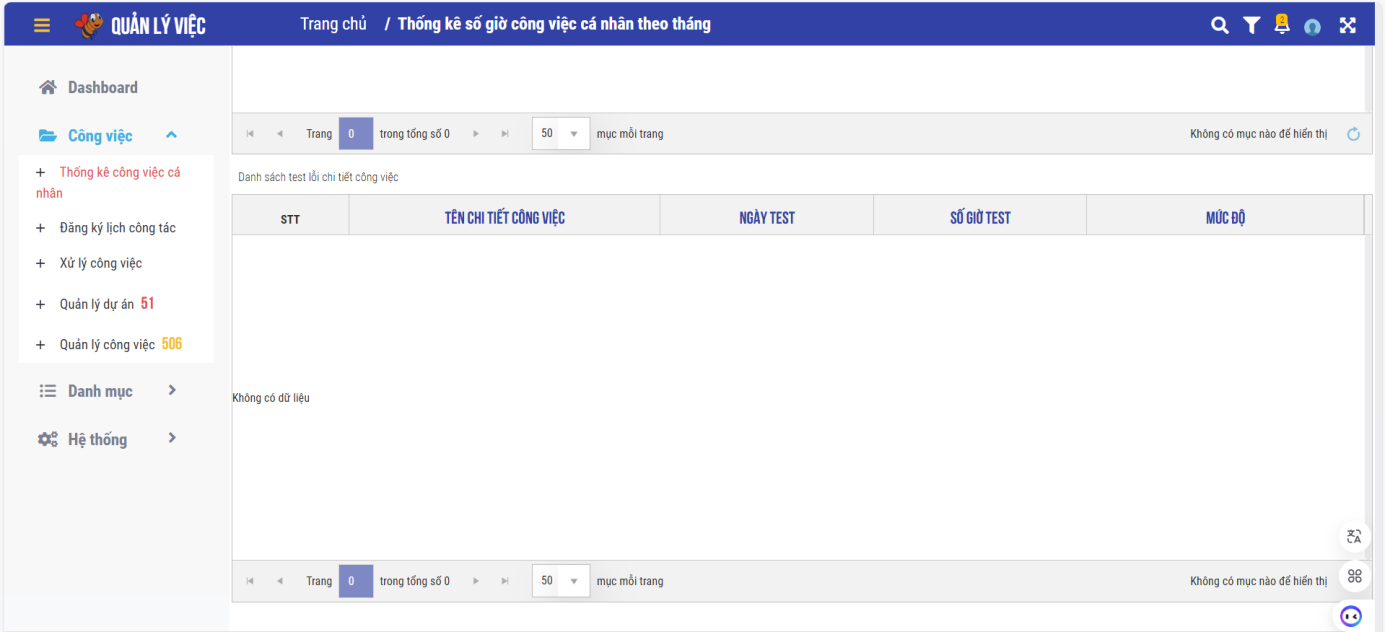 QUẢN LÝ VIỆC
Trang chủ / Thống kê số giờ công việc cá nhân theo tháng
2
Dashboard
Công việc
+ Thống kê công việc cá
nhân
+ Đăng ký lịch công tác
+ Xử lý công việc
+ Quản lý dự án 51
+ Quản lý công việc 506
Danh mục
Hệ thống
Trang 0 trong tổng số 0 50 mục mỗi trang Không có mục nào để hiển thị
Danh sách test lỗi chi tiết công việc
STT TÊN CHI TIẾT CÔNG VIỆC NGÀY TEST SỐ GIỜ TEST MỨC ĐỘ
Không có dữ liệu
Trang 0 trong tổng số 0 50 mục mỗi trang Không có mục nào để hiển thị